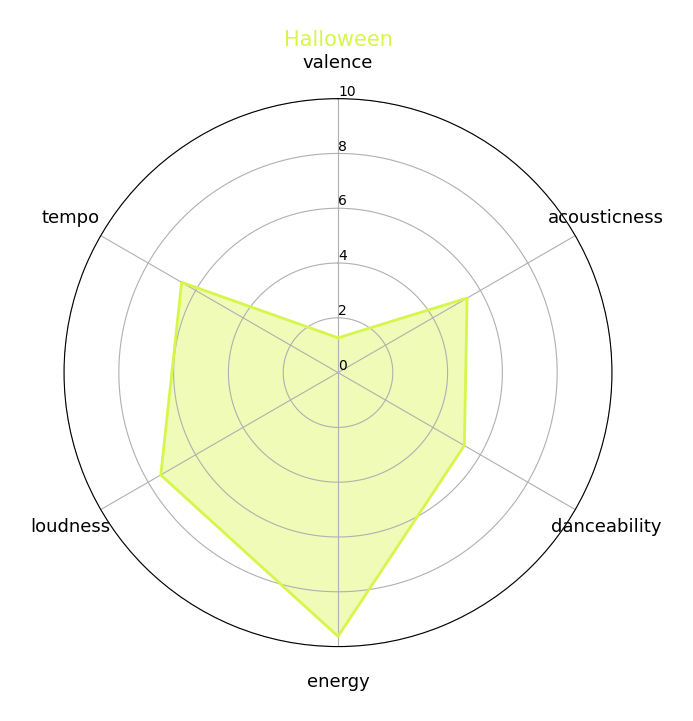 Halloween
valence
10
8
tempo
6
acousticness
4
2
0
loudness
danceability
energy